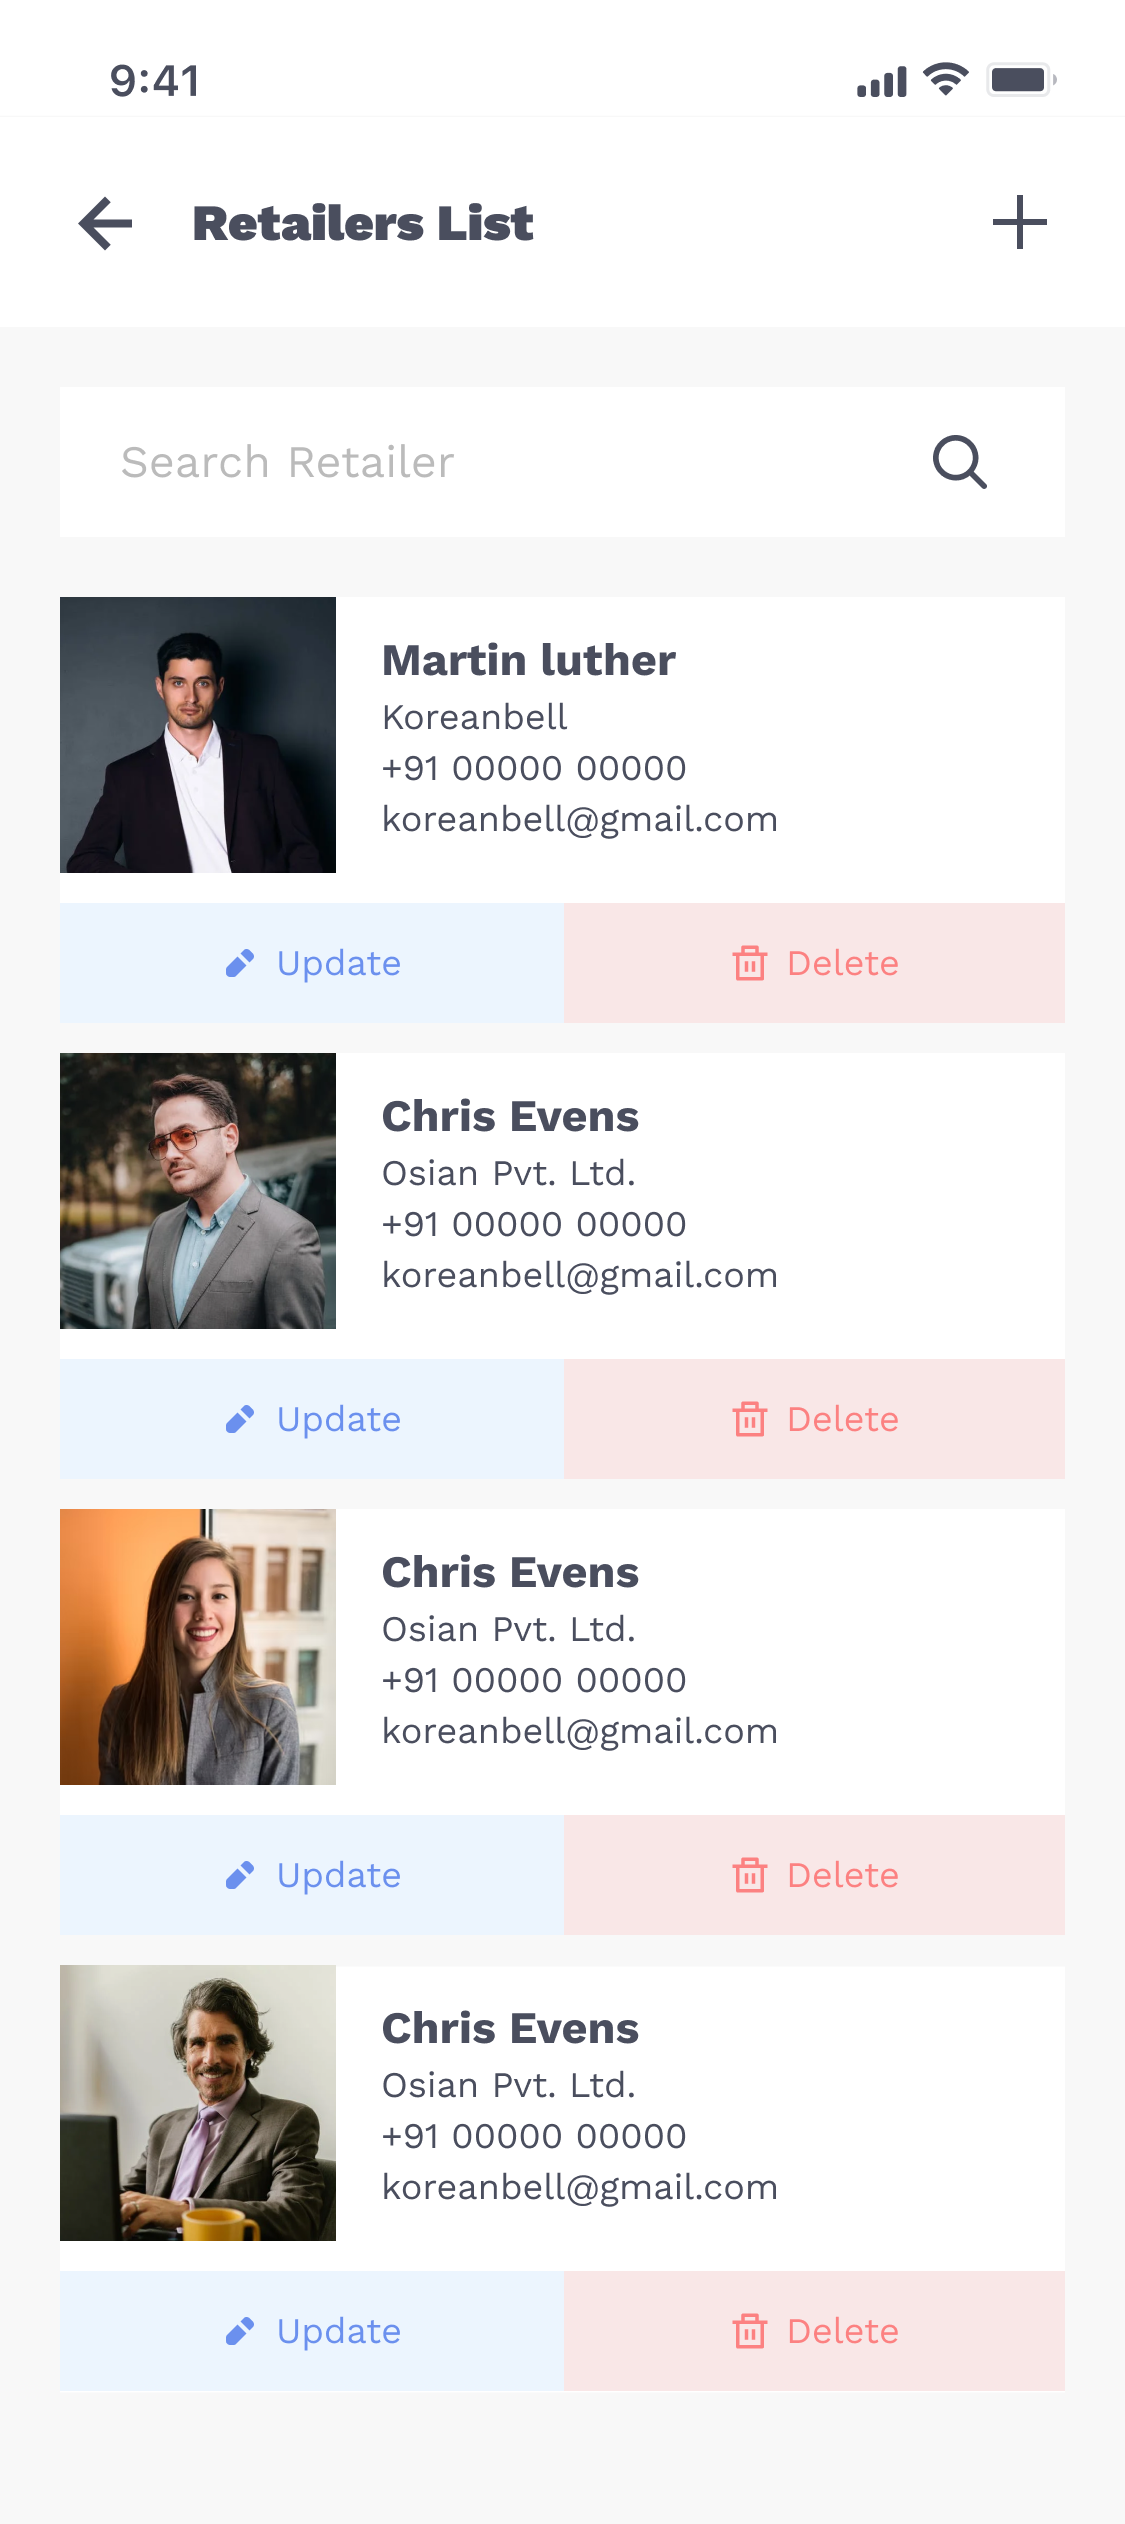 9:41
Retailers List
Search Retailer
Martin luther
Koreanbell
+91 00000 00000
koreanbell@gmail.com
Update
Delete
Chris Evens
Osian Pvt. Ltd.
+91 00000 00000
koreanbell@gmail.com
Update
Delete
Chris Evens
Osian Pvt. Ltd.
+91 00000 00000
koreanbell@gmail.com
Update
Delete
Chris Evens
Osian Pvt. Ltd.
+91 00000 00000
koreanbell@gmail.com
Update
Delete